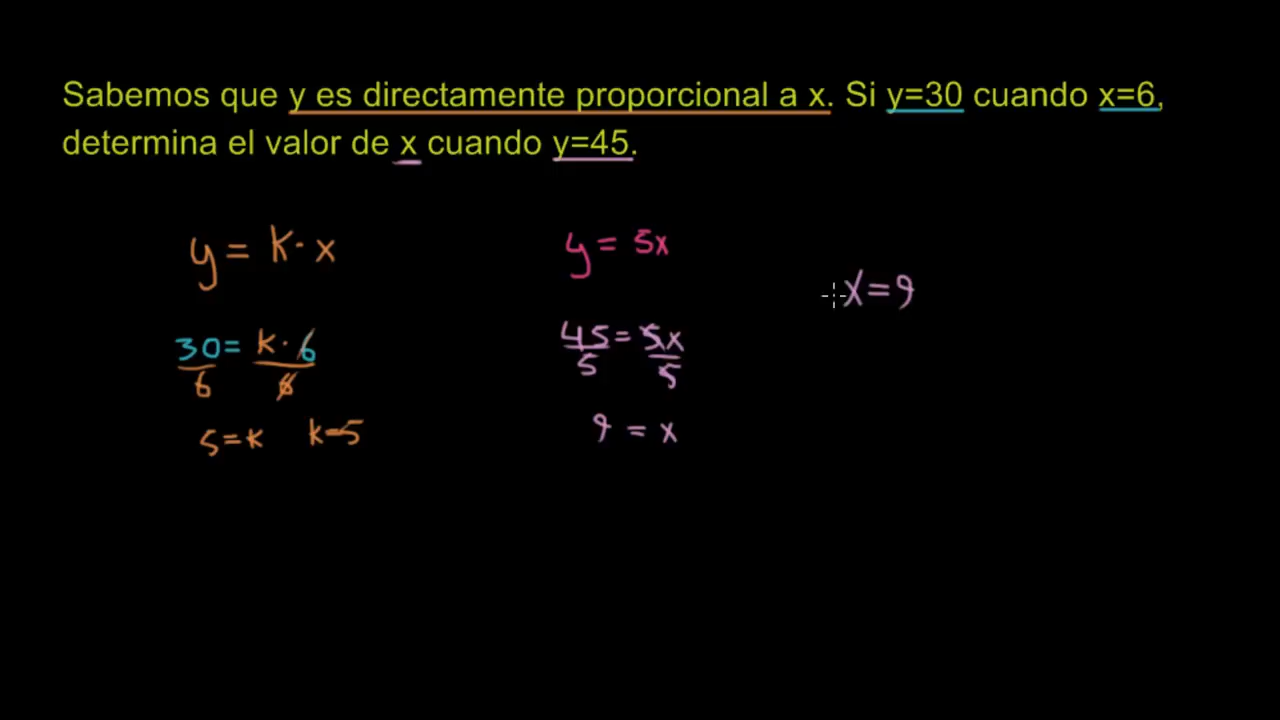 Sabemos que y es directamente proporcional a x. Si y=30 cuando x=6,
determina el valor de x cuando y=45.
y = k · x
30 = k · 6
6 6
5 = k k=5
y = 5x
45 = 5x
5 5
9 = x
x = 9